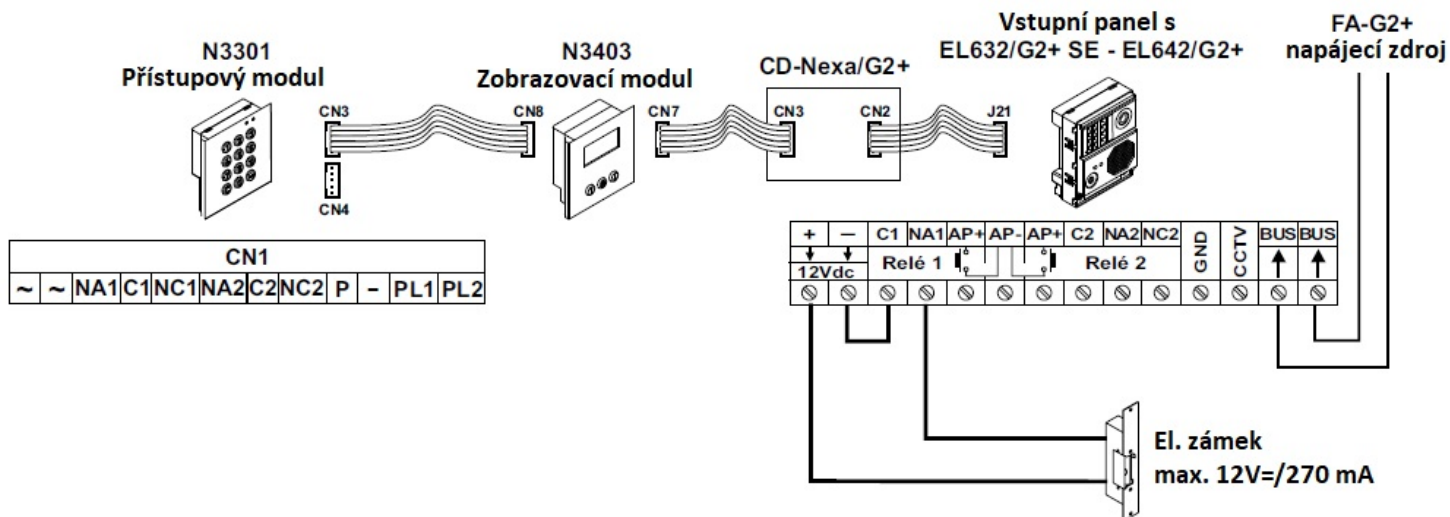 N3301
Přístupový modul
N3403
Zobrazovací modul
CD-Nexa/G2+
Vstupní panel s
EL632/G2+ SE - EL642/G2+
FA-G2+
napájecí zdroj
CN3
CN8
CN7
CN3
CN2
J21
CN4
CN1
~ ~ NA1 C1 NC1 NA2 C2 NC2 P - PL1 PL2
+ — C1 NA1 AP+ AP- AP+ C2 NA2 NC2 GND CCTV BUS BUS
12Vdc Relé 1 Relé 2
El. zámek
max. 12V=/270 mA